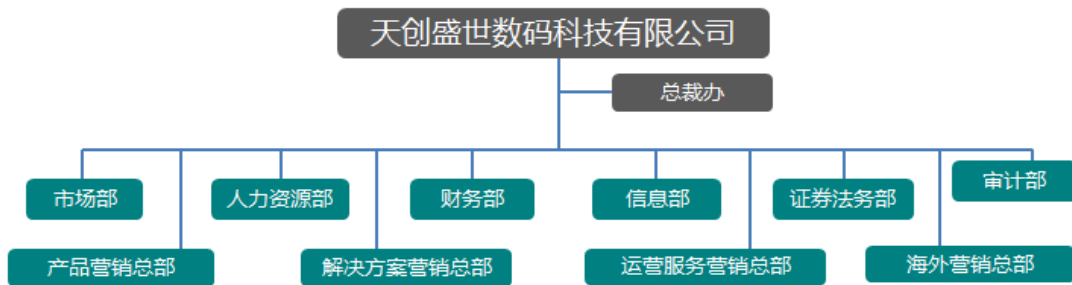 天创盛世数码科技有限公司
总裁办
市场部
人力资源部
财务部
信息部
证券法务部
审计部
产品营销总部
解决方案营销总部
运营服务营销总部
海外营销总部